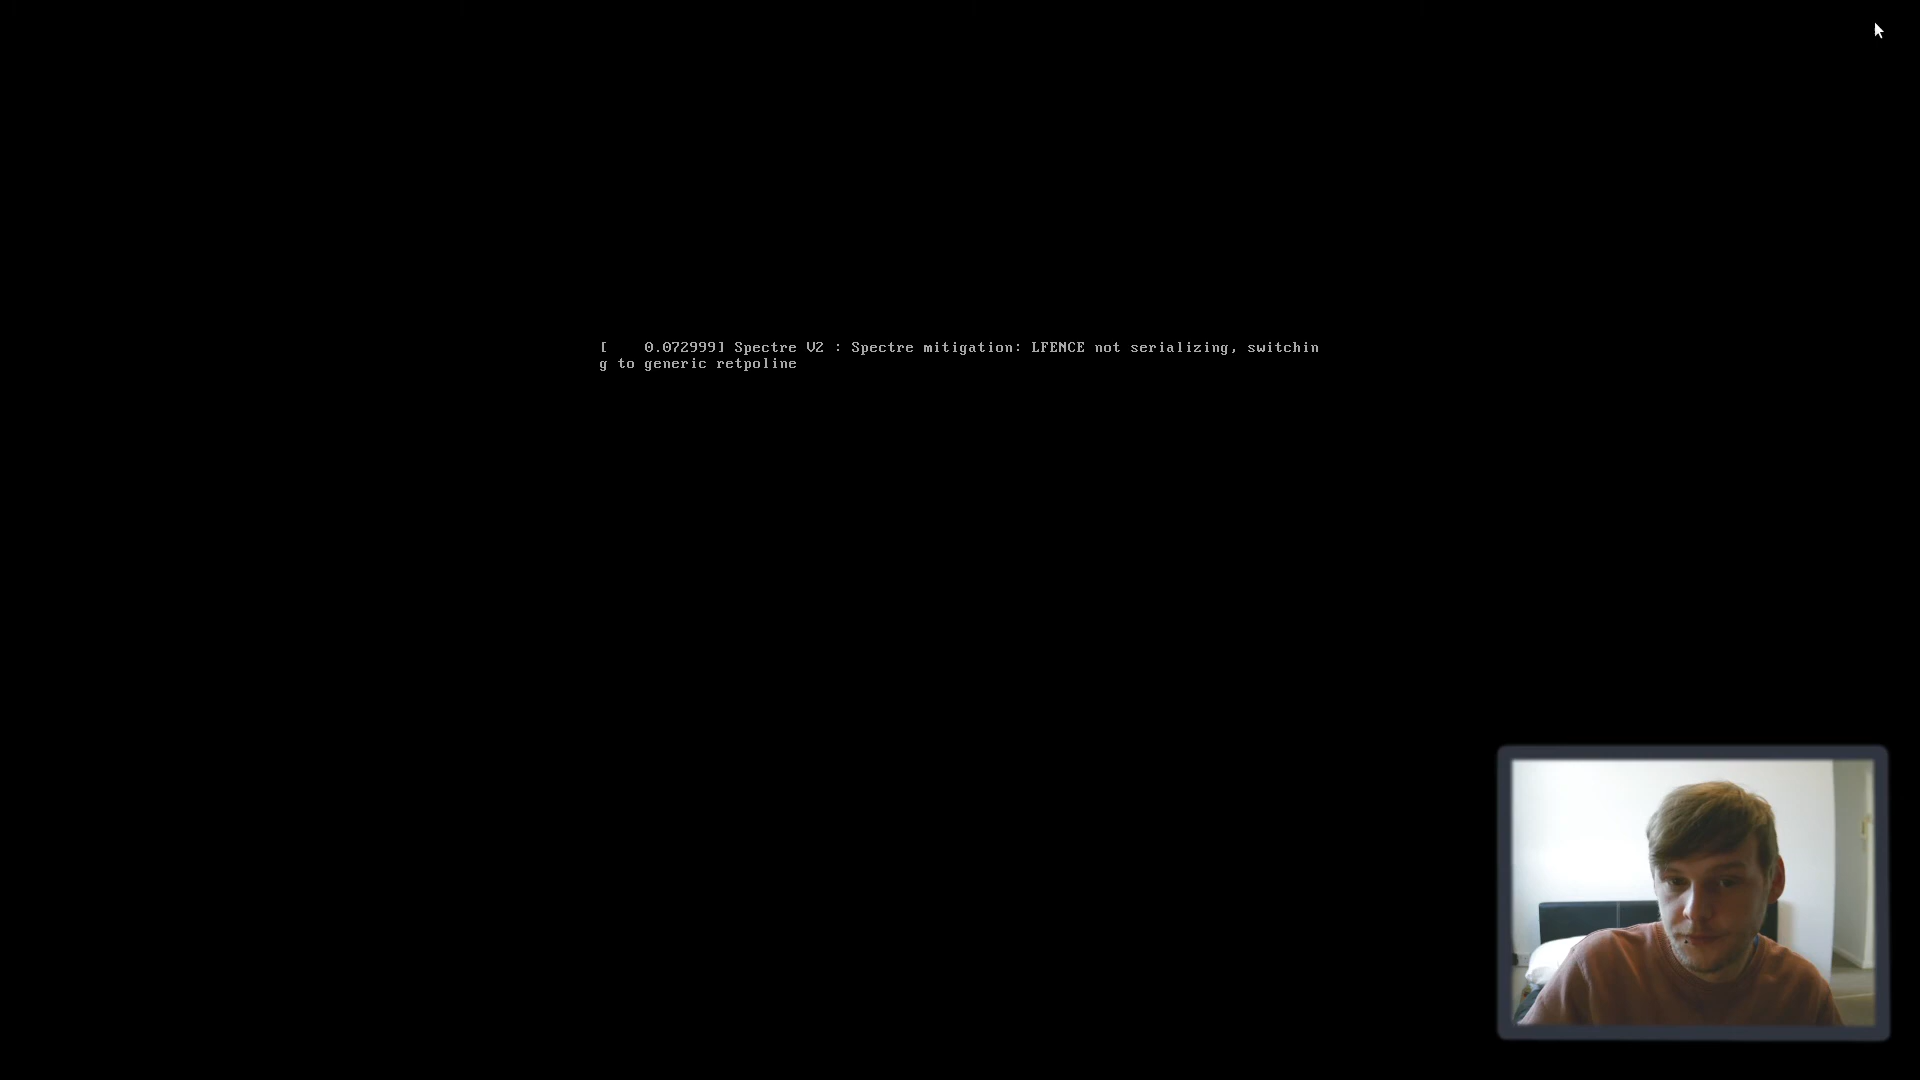 [    0.072999] Spectre V2 : Spectre mitigation: LFENCE not serializing, switchin
g to generic retpoline